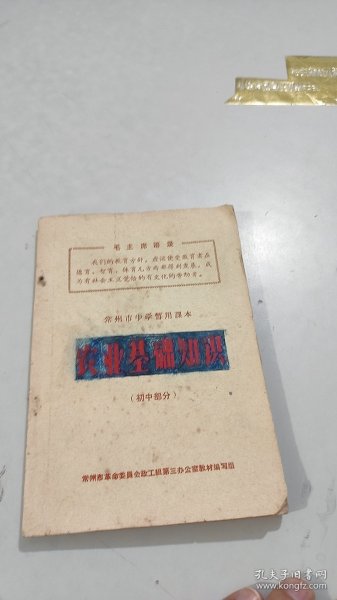 毛主席语录
我们的教育方针，应该使受教育者在
德育、智育、体育几方面都得到发展，成
为有社会主义觉悟的有文化的劳动者。
常州市中学暂用课本
农业基础知识
（初中部分）
常州市革命委员会政工组第三办公室教材编写组
孔夫子旧书网